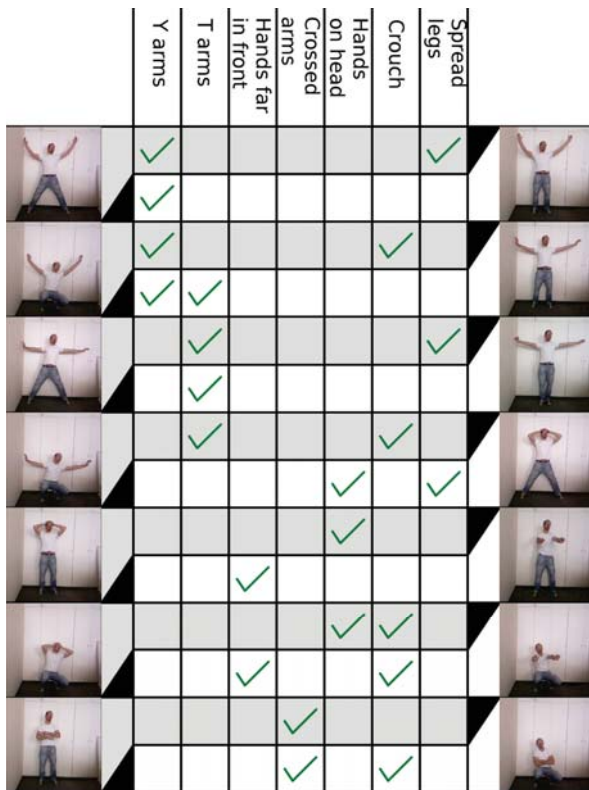 Y arms
T arms
Hands far
in front
Crossed
arms
Hands
on head
Crouch
Spread
legs